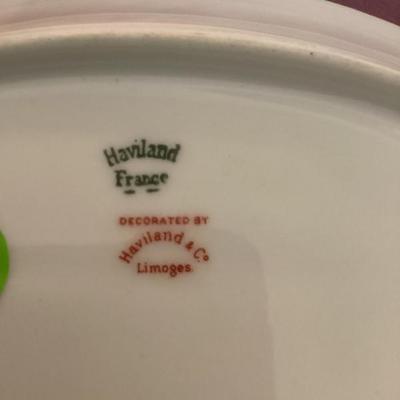 Haviland
France
DECORATED BY
Haviland & Co
Limoges